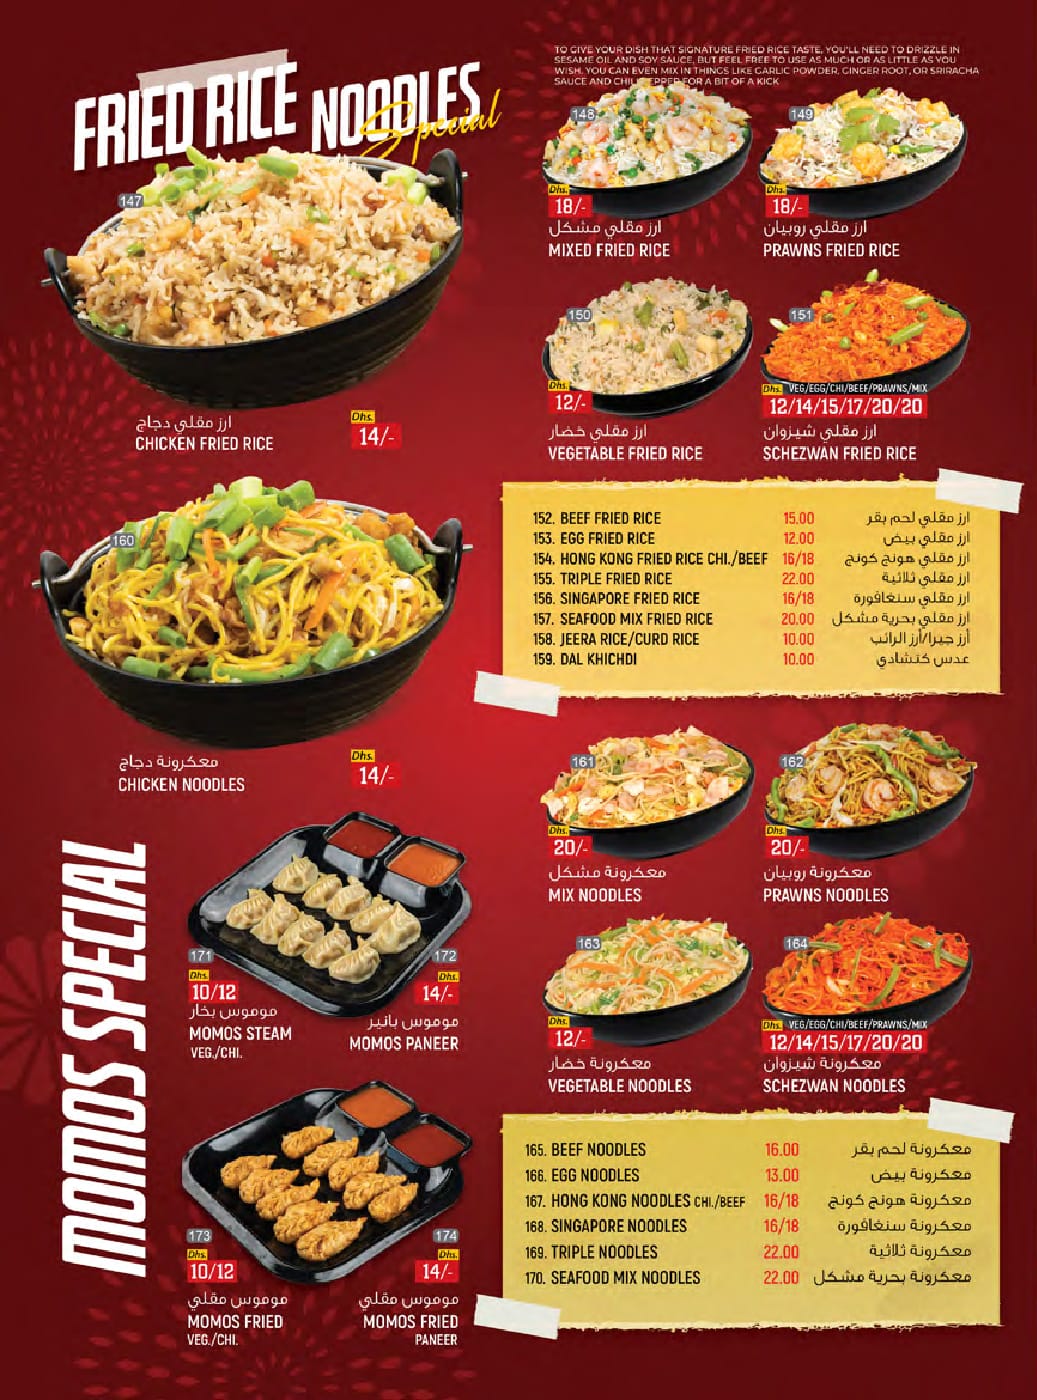 FRIED RICE NOODLES
Special
TO GIVE YOUR DISH THAT SIGNATURE FRIED RICE TASTE, YOU'LL NEED TO DRIZZLE IN
SESAME OIL AND SOY SAUCE, BUT FEEL FREE TO USE AS MUCH OR AS LITTLE AS YOU
WISH. YOU CAN EVEN MIX IN THINGS LIKE GARLIC POWDER, GINGER ROOT, OR SRIRACHA
SAUCE AND FOR A BIT OF A KICK
147
ارز مقلي دجاج
CHICKEN FRIED RICE
Dhs.
14/-
148
Dhs.
18/-
ارز مقلي مشكل
MIXED FRIED RICE
149
Dhs.
18/-
ارز مقلي روبيان
PRAWNS FRIED RICE
150
Dhs.
12/-
ارز مقلي خضار
VEGETABLE FRIED RICE
151
Dhs. VEG/EGG/CHI/BEEF/PRAWNS/MIX
12/14/15/17/20/20
ارز مقلي شيزوان
SCHEZWAN FRIED RICE
152. BEEF FRIED RICE 15.00 ارز مقلي لحم بقر
153. EGG FRIED RICE 12.00 ارز مقلي بيض
154. HONG KONG FRIED RICE CHI./BEEF 16/18 ارز مقلي هونج كونج
155. TRIPLE FRIED RICE 22.00 ارز مقلي ثلاثية
156. SINGAPORE FRIED RICE 16/18 ارز مقلي سنغافورة
157. SEAFOOD MIX FRIED RICE 20.00 ارز مقلي بحرية مشكل
158. JEERA RICE/CURD RICE 10.00 أرز جيرا/أرز الرائب
159. DAL KHICHDI 10.00 عدس كتشادي
160
معكرونة دجاج
CHICKEN NOODLES
Dhs.
14/-
161
Dhs.
20/-
معكرونة مشكل
MIX NOODLES
162
Dhs.
20/-
معكرونة روبيان
PRAWNS NOODLES
163
Dhs.
12/-
معكرونة خضار
VEGETABLE NOODLES
164
Dhs. VEG/EGG/CHI/BEEF/PRAWNS/MIX
12/14/15/17/20/20
معكرونة شيزوان
SCHEZWAN NOODLES
165. BEEF NOODLES 16.00 معكرونة لحم بقر
166. EGG NOODLES 13.00 معكرونة بيض
167. HONG KONG NOODLES CHI./BEEF 16/18 معكرونة هونج كونج
168. SINGAPORE NOODLES 16/18 معكرونة سنغافورة
169. TRIPLE NOODLES 22.00 معكرونة ثلاثية
170. SEAFOOD MIX NOODLES 22.00 معكرونة بحرية مشكل
MOMOS SPECIAL
171
Dhs.
10/12
موموس بخار
MOMOS STEAM
VEG./CHI.
172
Dhs.
14/-
موموس بانير
MOMOS PANEER
173
Dhs.
10/12
موموس مقلي
MOMOS FRIED
VEG./CHI.
174
Dhs.
14/-
موموس مقلي
MOMOS FRIED
PANEER